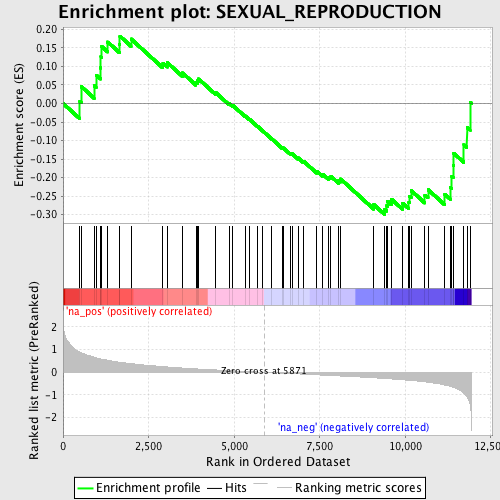 Enrichment plot: SEXUAL_REPRODUCTION
Enrichment score (ES)
0.20
0.15
0.10
0.05
0.00
-0.05
-0.10
-0.15
-0.20
-0.25
-0.30
'na_pos' (positively correlated)
Ranked list metric (PreRanked)
2
1
0
-1
-2
Zero cross at 5871
'na_neg' (negatively correlated)
0
2,500
5,000
7,500
10,000
12,500
Rank in Ordered Dataset
Enrichment profile
Hits
Ranking metric scores